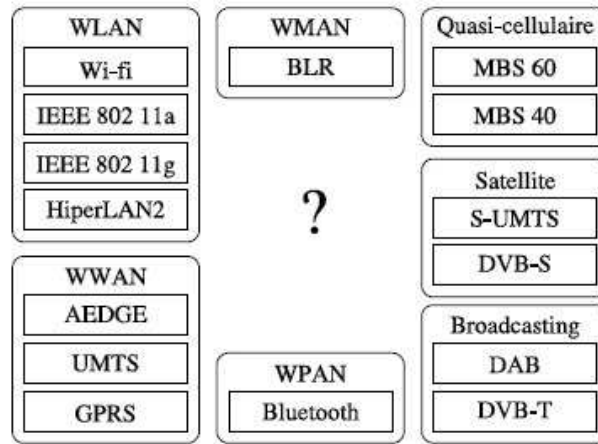 WLAN
Wi-fi
IEEE 802 11a
IEEE 802 11g
HiperLAN2
WWAN
AEDGE
UMTS
GPRS
WMAN
BLR
?
WPAN
Bluetooth
Quasi-cellulaire
MBS 60
MBS 40
Satellite
S-UMTS
DVB-S
Broadcasting
DAB
DVB-T